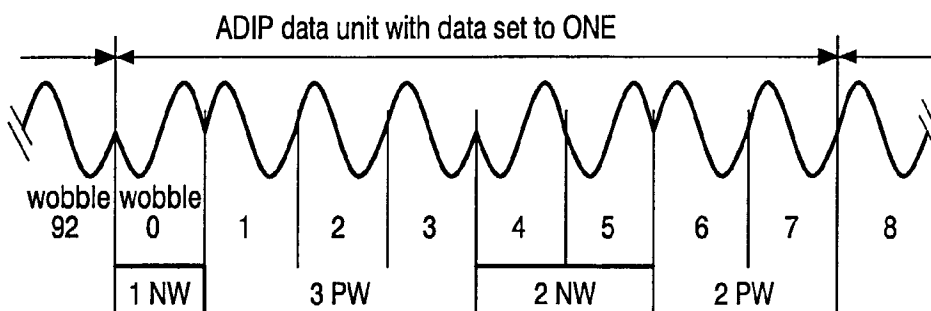 ADIP data unit with data set to ONE
wobble wobble
92 0 1 2 3 4 5 6 7 8
1 NW 3 PW 2 NW 2 PW